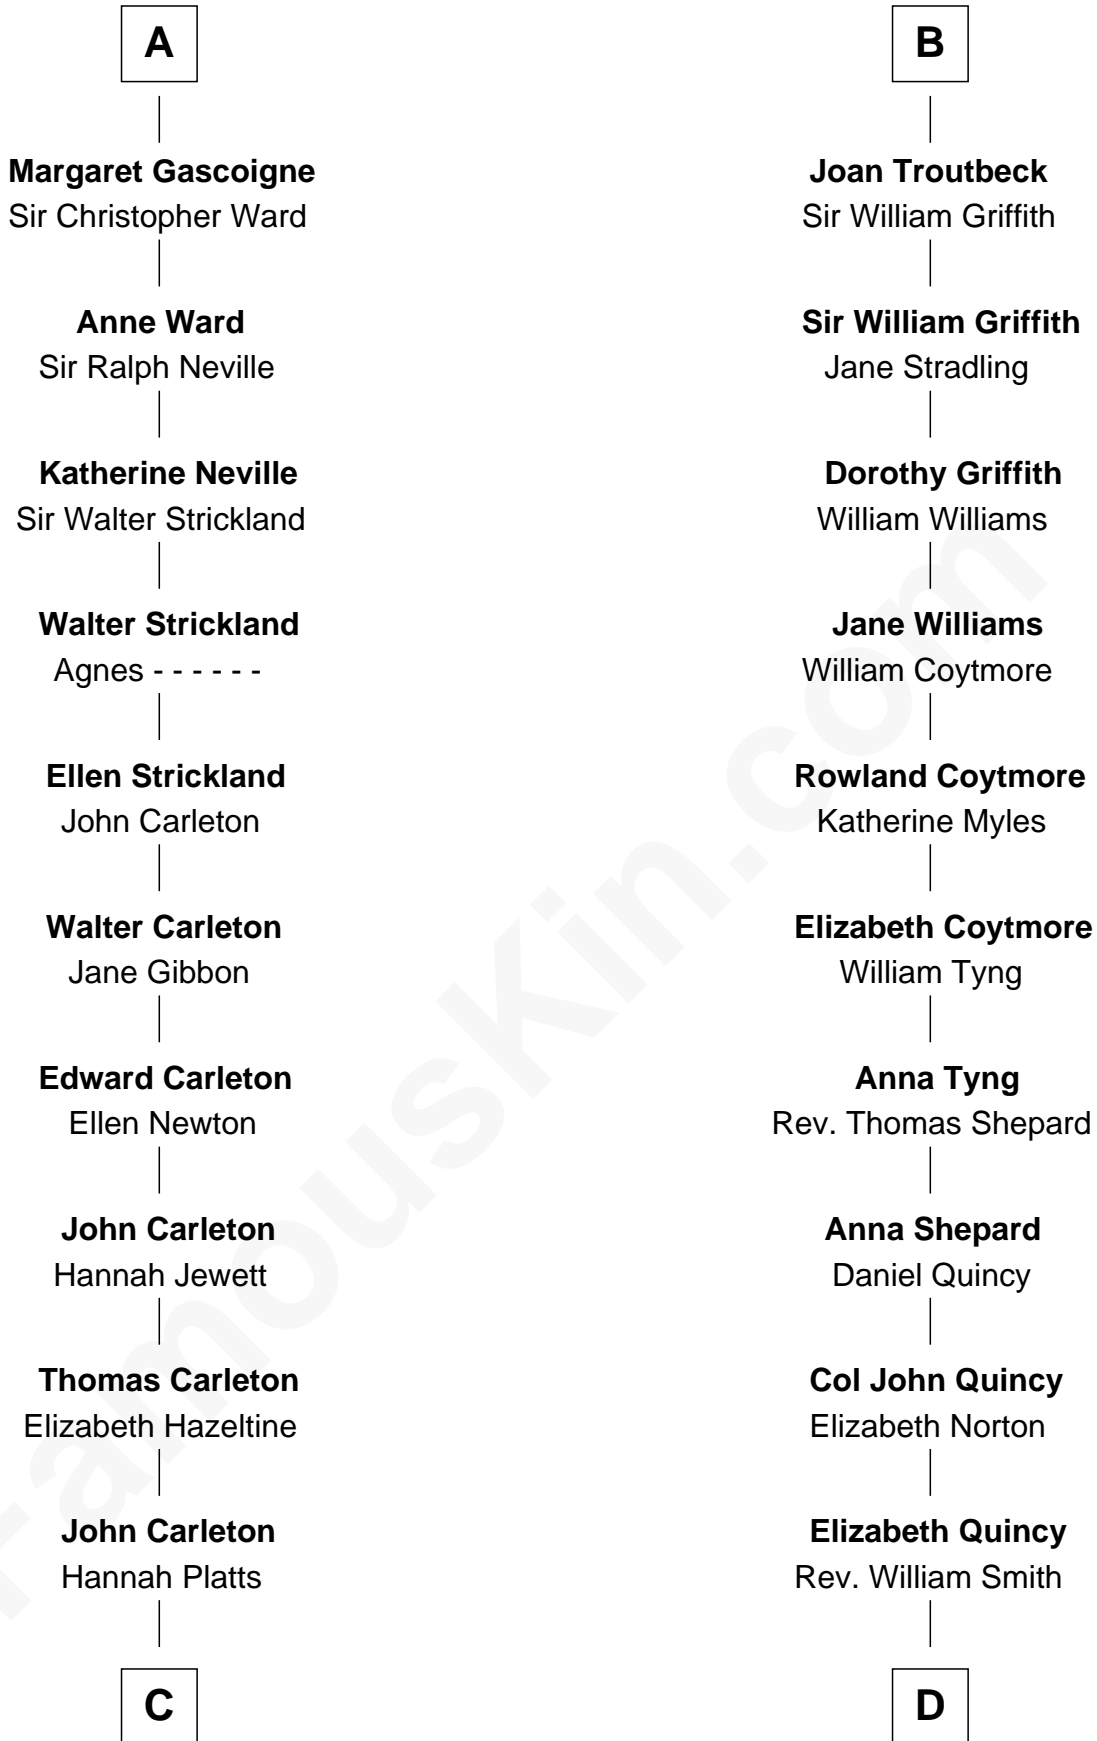 A
Margaret Gascoigne
Sir Christopher Ward
Anne Ward
Sir Ralph Neville
Katherine Neville
Sir Walter Strickland
Walter Strickland
Agnes - - - - - -
Ellen Strickland
John Carleton
Walter Carleton
Jane Gibbon
Edward Carleton
Ellen Newton
John Carleton
Hannah Jewett
Thomas Carleton
Elizabeth Hazeltine
John Carleton
Hannah Platts
C
B
Joan Troutbeck
Sir William Griffith
Sir William Griffith
Jane Stradling
Dorothy Griffith
William Williams
Jane Williams
William Coytmore
Rowland Coytmore
Katherine Myles
Elizabeth Coytmore
William Tyng
Anna Tyng
Rev. Thomas Shepard
Anna Shepard
Daniel Quincy
Col John Quincy
Elizabeth Norton
Elizabeth Quincy
Rev. William Smith
D
FamousKin.com